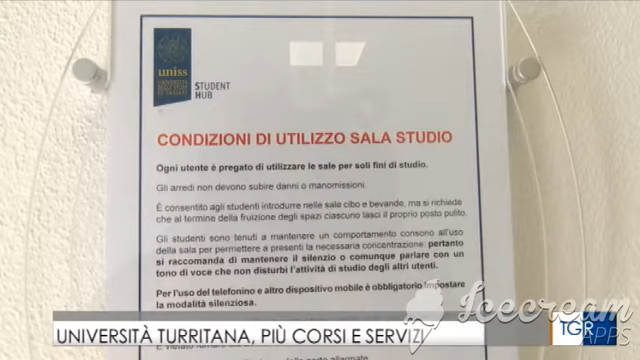 uniss
STUDENT
HUB
CONDIZIONI DI UTILIZZO SALA STUDIO
Ogni utente è pregato di utilizzare le sale per soli fini di studio.
Gli arredi non devono subire danni o manomissioni.
È consentito agli studenti introdurre nelle sale cibo e bevande, ma si richiede
che al termine della fruizione degli spazi ciascuno lasci il proprio posto pulito.
Gli studenti sono tenuti a mantenere un comportamento consono all'uso
della sala per permettere a presenti la necessaria concentrazione: pertanto
si raccomanda di mantenere il silenzio o comunque parlare con un
tono di voce che non disturbi l'attività di studio degli altri utenti.
Per l'uso del telefonino e altro dispositivo mobile è obbligatorio impostare
la modalità silenziosa.
UNIVERSITÀ TURRITANA, PIÙ CORSI E SERVIZI
TGR
Icecream
APPS